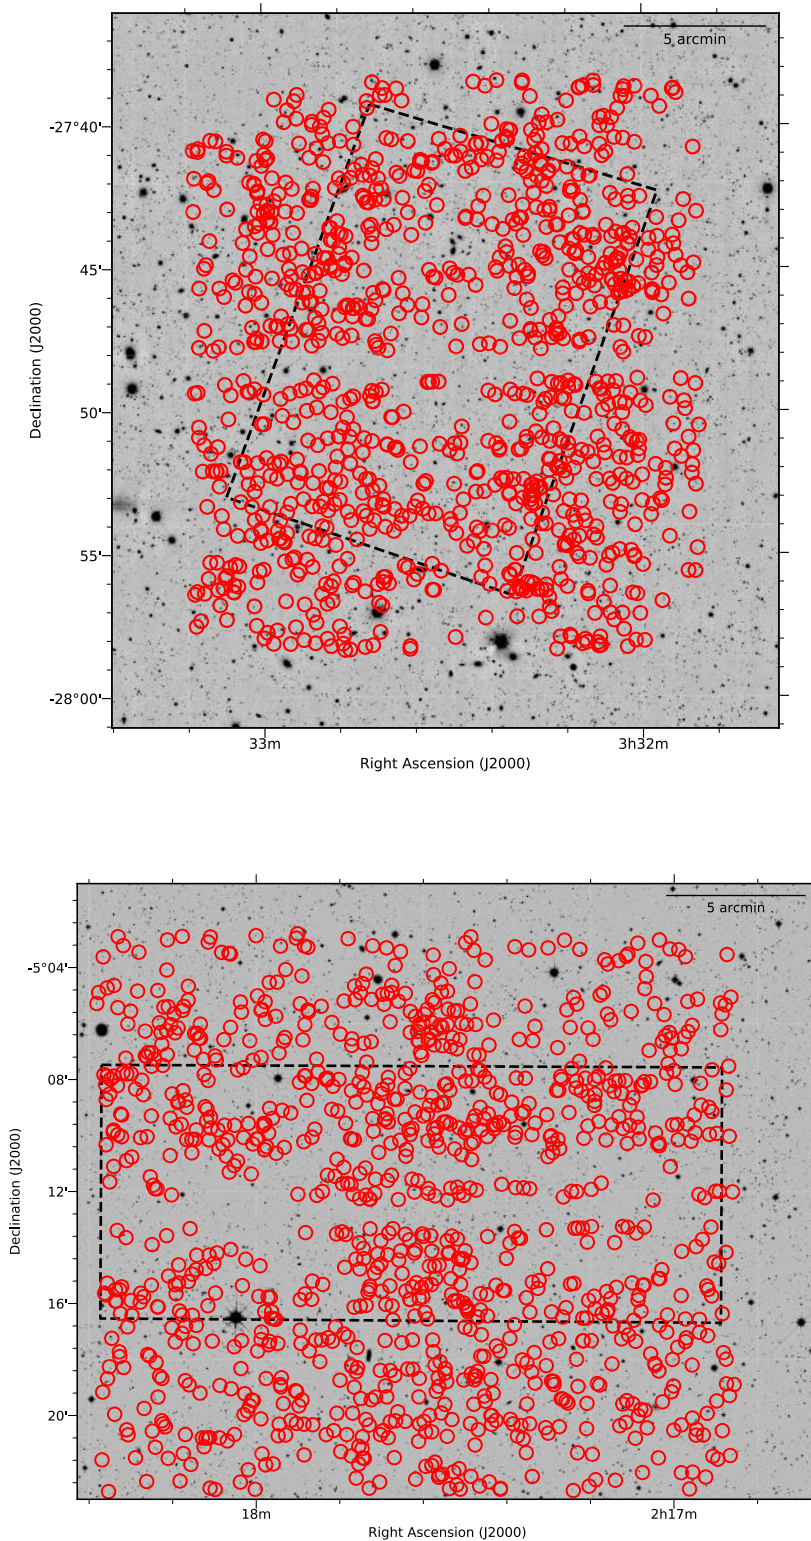 5 arcmin
-27°40'
45'
50'
55'
-28°00'
Declination (J2000)
33m
3h32m
Right Ascension (J2000)
5 arcmin
-5°04'
08'
12'
16'
20'
Declination (J2000)
18m
2h17m
Right Ascension (J2000)